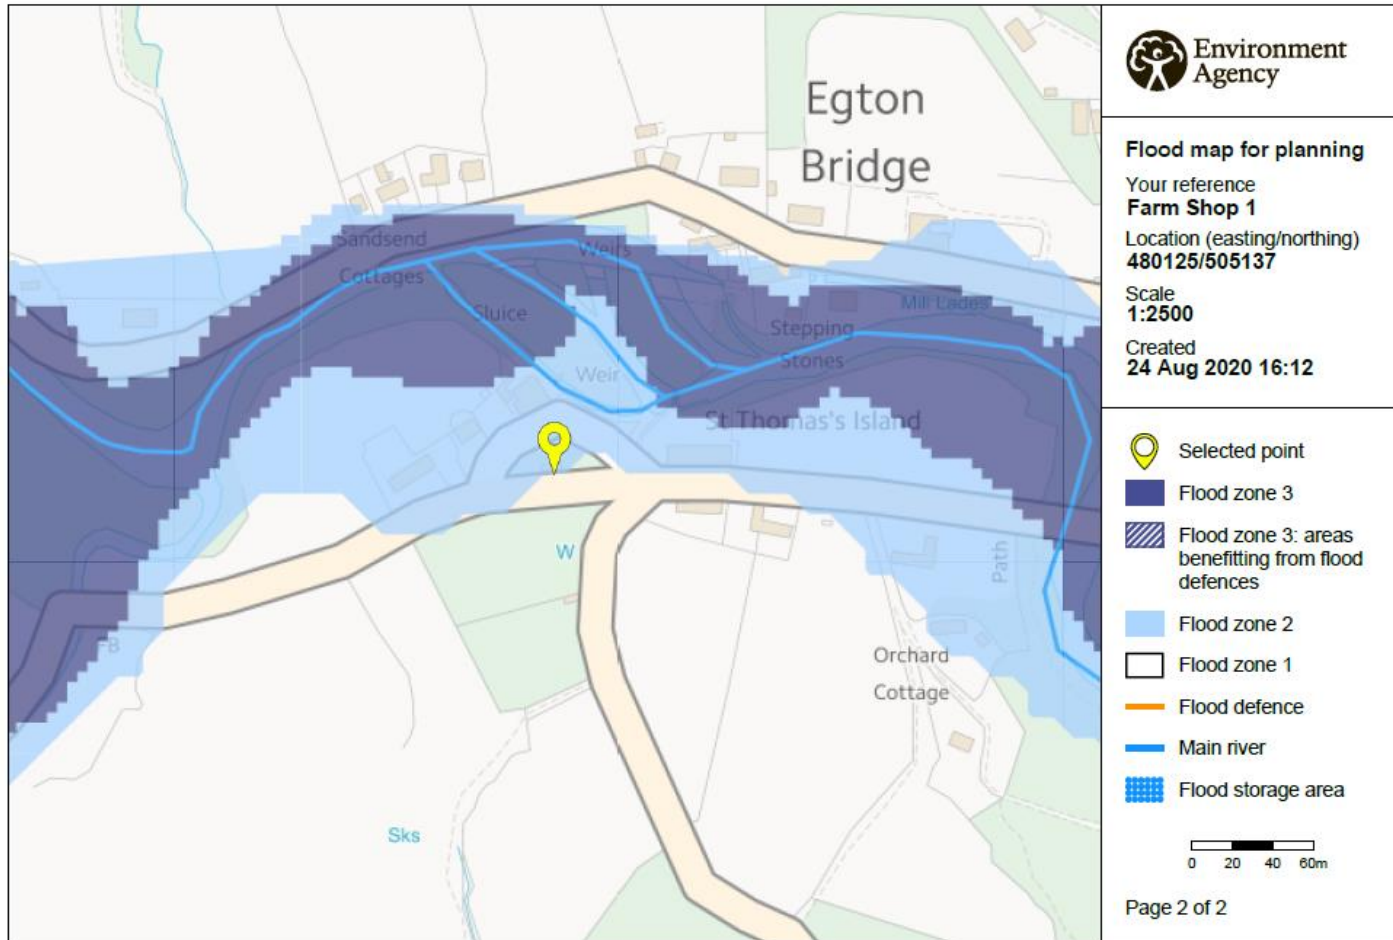 Egton
Bridge
Sandsend
Cottages
Weirs
Sluice
Mill Lades
Stepping
Stones
Weir
St Thomas's Island
W
Path
FB
Orchard
Cottage
Sks
Environment
Agency
Flood map for planning
Your reference
Farm Shop 1
Location (easting/northing)
480125/505137
Scale
1:2500
Created
24 Aug 2020 16:12
Selected point
Flood zone 3
Flood zone 3: areas
benefitting from flood
defences
Flood zone 2
Flood zone 1
Flood defence
Main river
Flood storage area
0 20 40 60m
Page 2 of 2